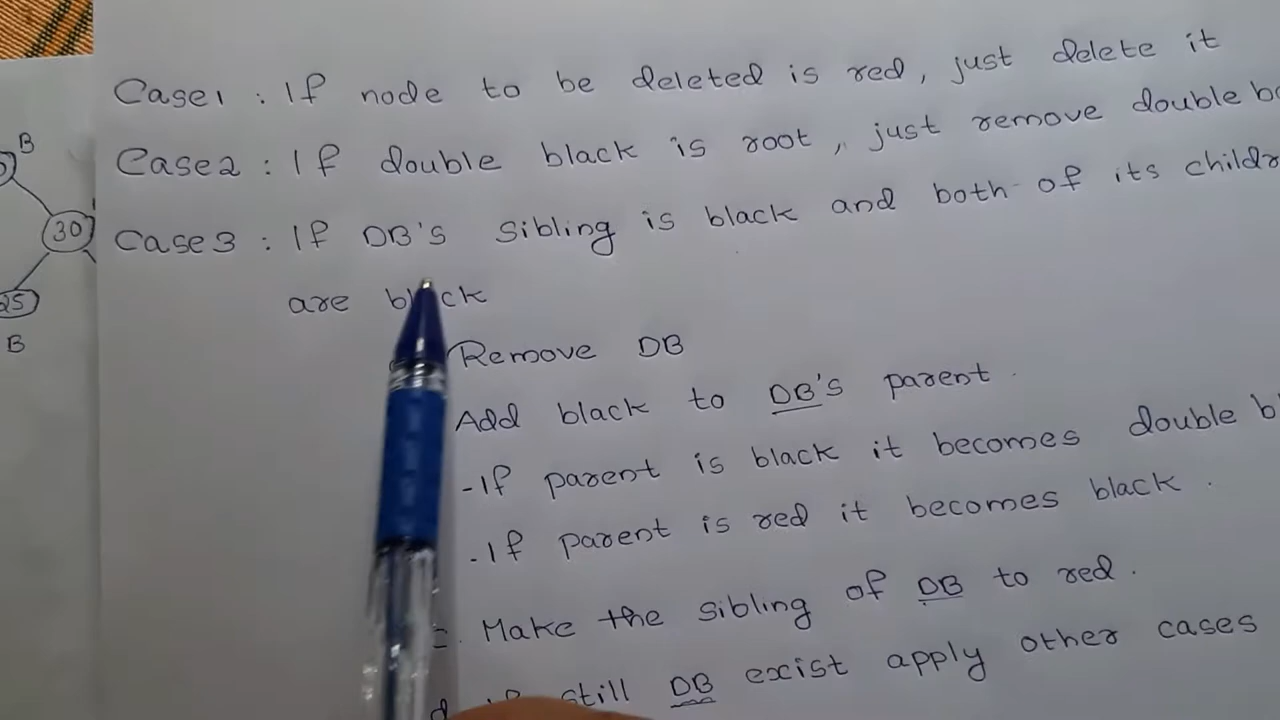 Case1 : If node to be deleted is red, just delete it
Case2 : If double black is root, just remove double
Case3 : If DB's sibling is black and both of its
are black
Remove DB
Add black to DB's parent.
-If parent is black it becomes double
-If parent is red it becomes black.
Make the sibling of DB to red.
still DB exist apply other cases
B
30
25
B